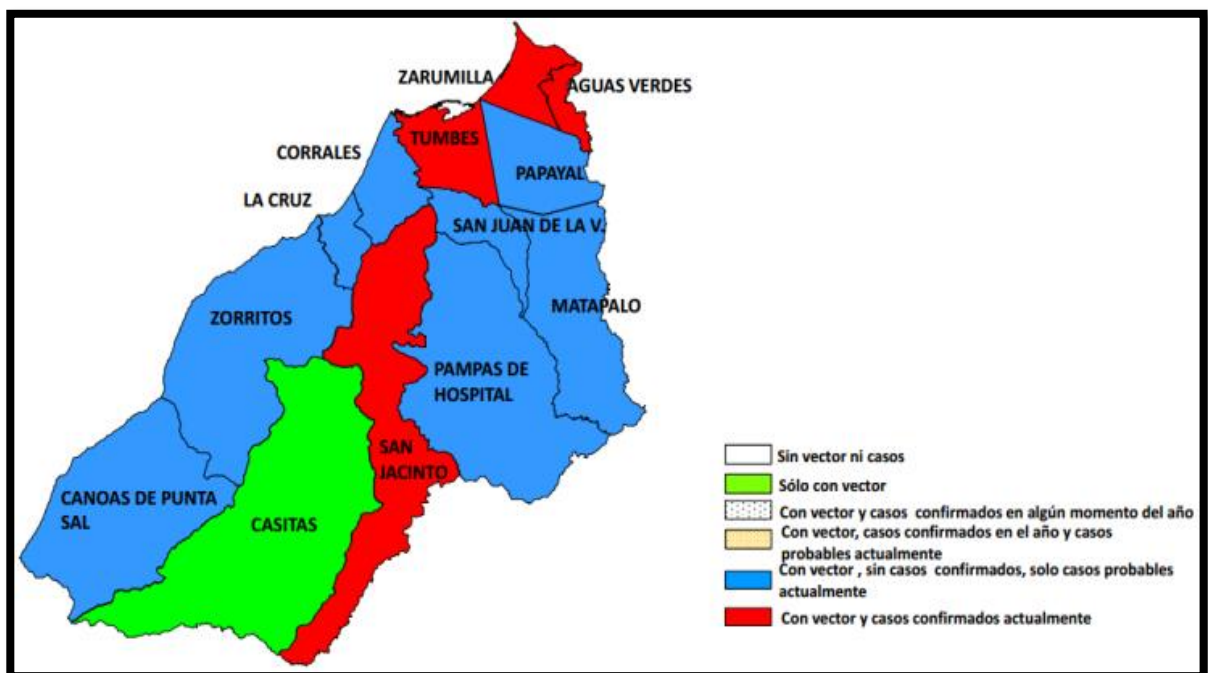 ZARUMILLA
AGUAS VERDES
TUMBES
CORRALES
PAPAYAL
LA CRUZ
SAN JUAN DE LA V.
ZORRITOS
MATAPALO
PAMPAS DE
HOSPITAL
SAN
JACINTO
CANOAS DE PUNTA
SAL
CASITAS
Sin vector ni casos
Sólo con vector
Con vector y casos confirmados en algún momento del año
Con vector, casos confirmados en el año y casos
probables actualmente
Con vector , sin casos confirmados, solo casos probables
actualmente
Con vector y casos confirmados actualmente